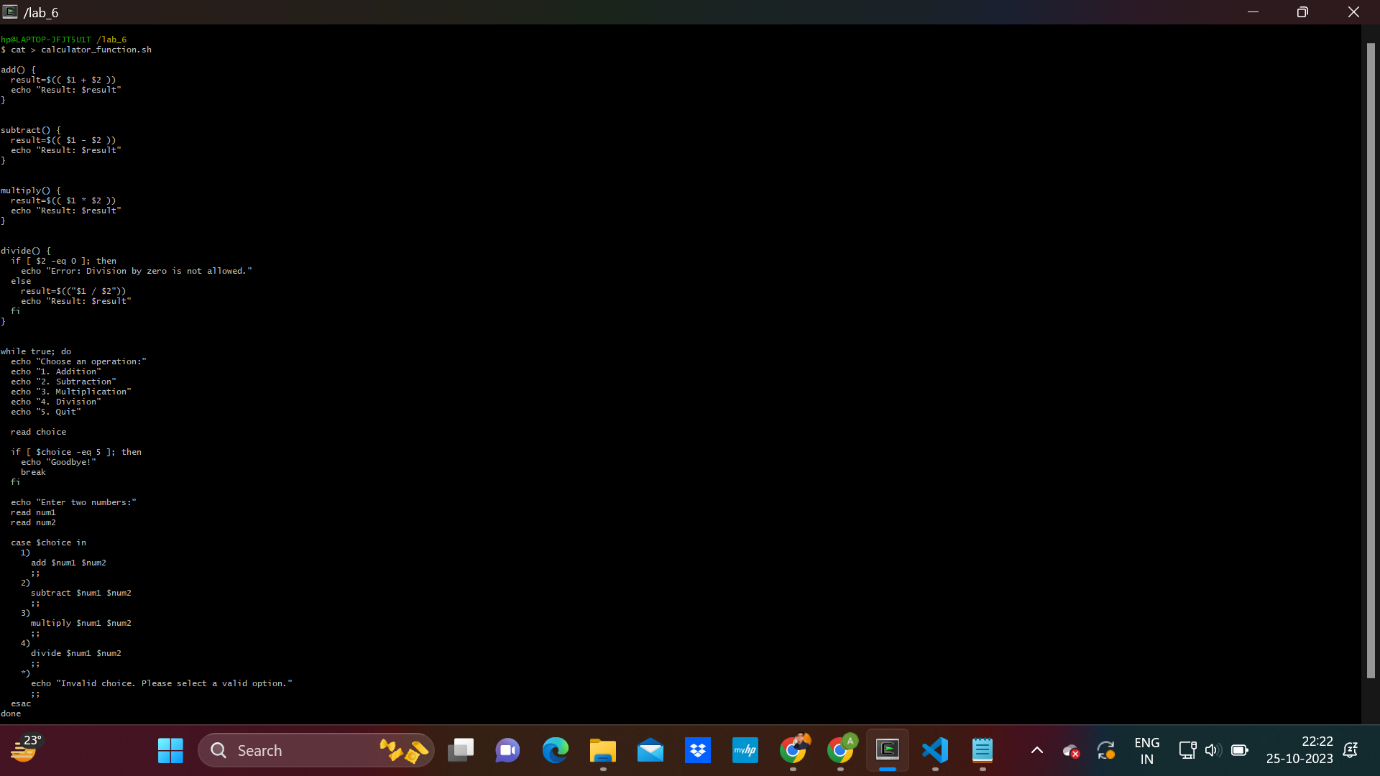 /lab_6
hp@LAPTOP-JFJT5U1T /lab_6
$ cat > calculator_function.sh
add() {
  result=$(( $1 + $2 ))
  echo "Result: $result"
}
subtract() {
  result=$(( $1 - $2 ))
  echo "Result: $result"
}
multiply() {
  result=$(( $1 * $2 ))
  echo "Result: $result"
}
divide() {
  if [ $2 -eq 0 ]; then
    echo "Error: Division by zero is not allowed."
  else
    result=$(("$1 / $2"))
    echo "Result: $result"
  fi
}
while true; do
  echo "Choose an operation:"
  echo "1. Addition"
  echo "2. Subtraction"
  echo "3. Multiplication"
  echo "4. Division"
  echo "5. Quit"
  read choice
  if [ $choice -eq 5 ]; then
    echo "Goodbye!"
    break
  fi
  echo "Enter two numbers:"
  read num1
  read num2
  case $choice in
    1)
      add $num1 $num2
      ;;
    2)
      subtract $num1 $num2
      ;;
    3)
      multiply $num1 $num2
      ;;
    4)
      divide $num1 $num2
      ;;
    *)
      echo "Invalid choice. Please select a valid option."
      ;;
  esac
done
23°
Search
myhp
A
ENG
IN
22:22
25-10-2023